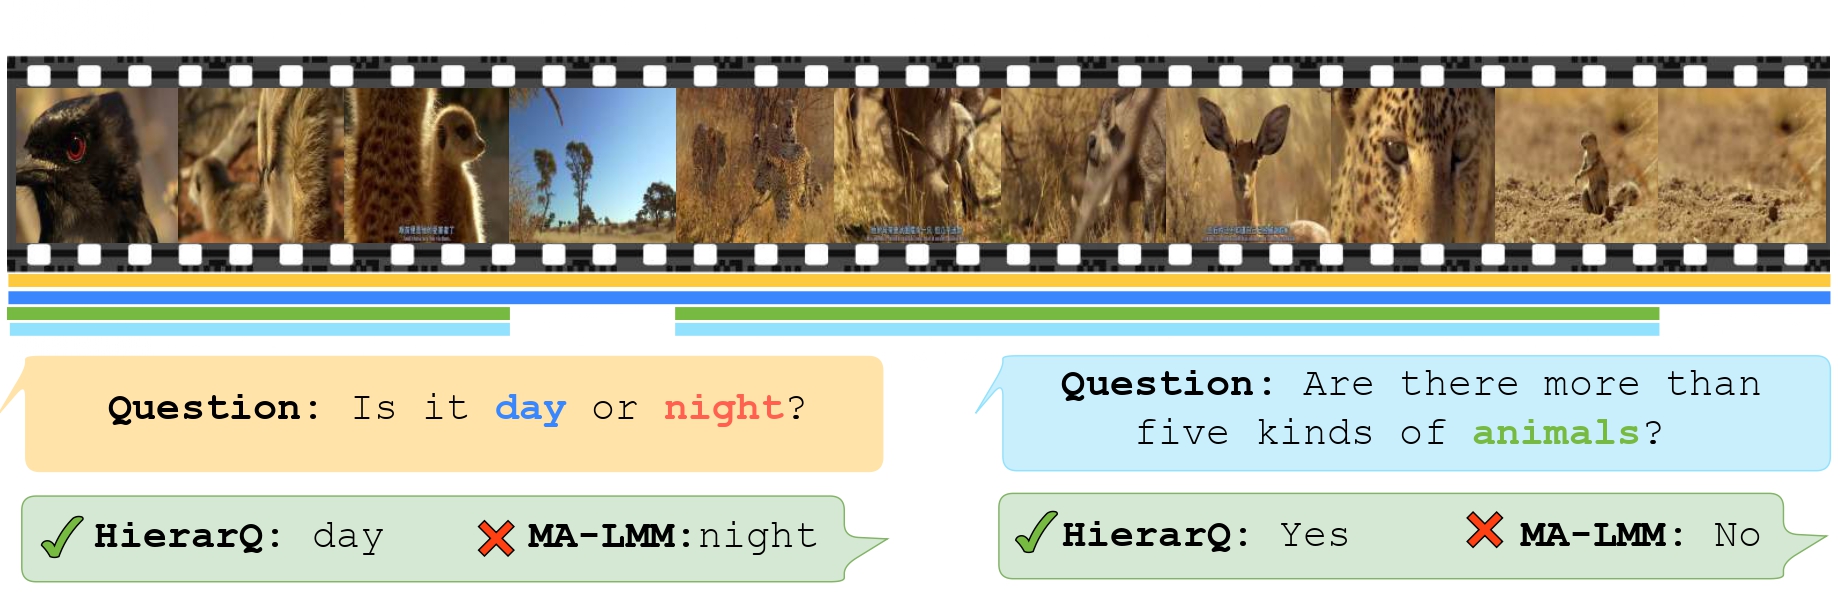 Question: Is it day or night?
Question: Are there more than
five kinds of animals?
HierarQ: day
MA-LMM:night
HierarQ: Yes
MA-LMM: No